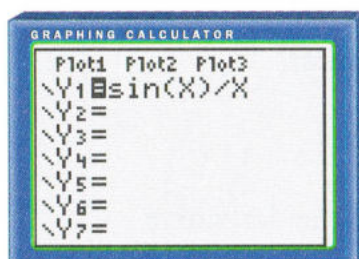 GRAPHING CALCULATOR
Plot1 Plot2 Plot3
\Y1=sin(X)/X
\Y2=
\Y3=
\Y4=
\Y5=
\Y6=
\Y7=